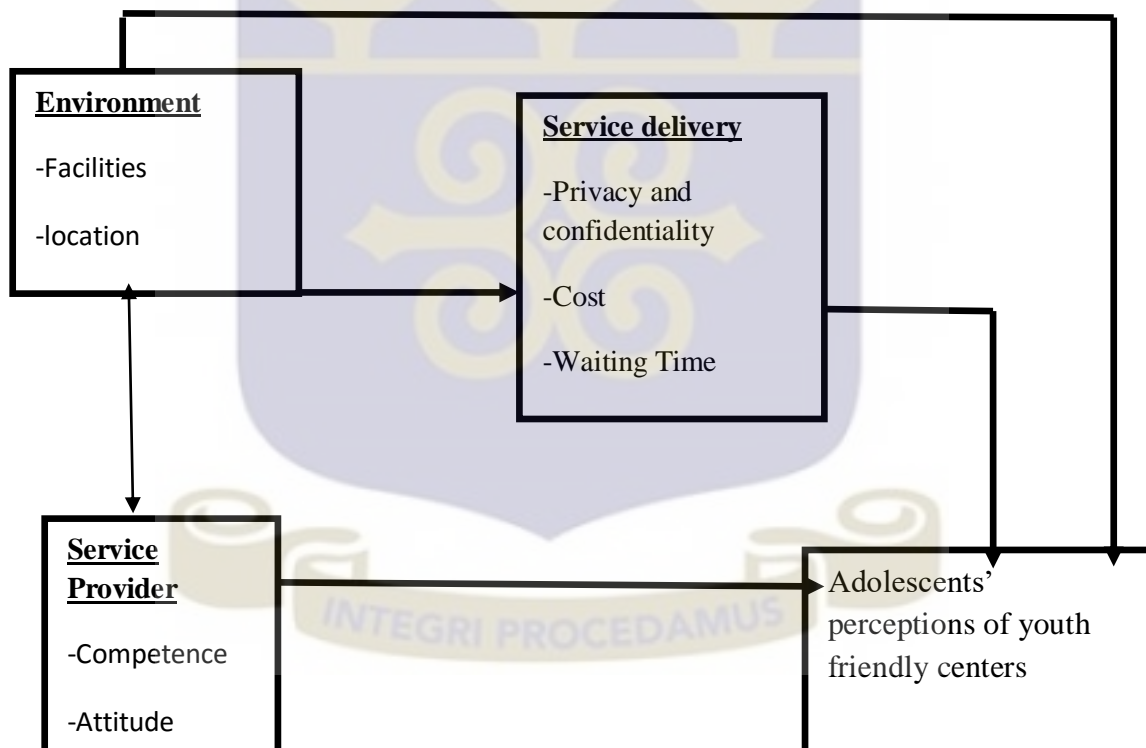 Environment
-Facilities
-location
Service delivery
-Privacy and
confidentiality
-Cost
-Waiting Time
Service
Provider
-Competence
-Attitude
Adolescents’
perceptions of youth
friendly centers
INTEGRI PROCEDAMUS